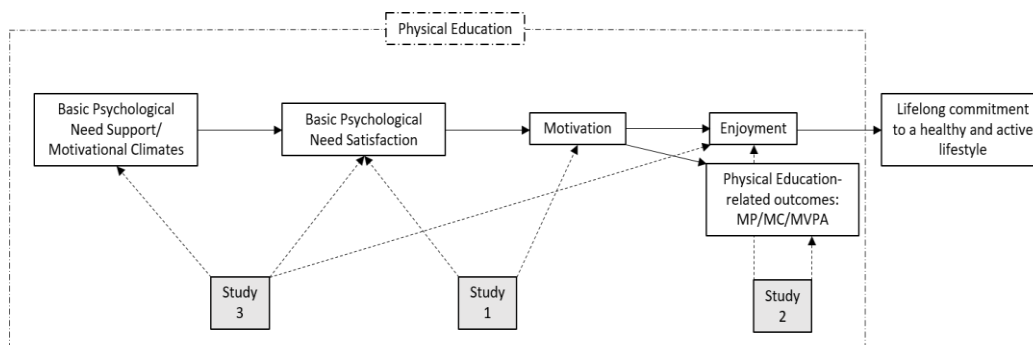 Physical Education
Basic Psychological
Need Support/
Motivational Climates
Basic Psychological
Need Satisfaction
Motivation
Enjoyment
Lifelong commitment
to a healthy and active
lifestyle
Physical Education-
related outcomes:
MP/MC/MVPA
Study
3
Study
1
Study
2